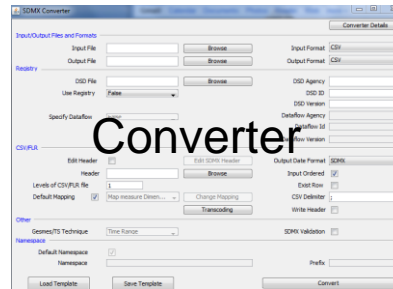 SDMX Converter
Converter Details
Input/Output Files and Formats
Input File Browse Input Format CSV
Output File Browse Output Format CSV
Registry
DSD File Browse DSD Agency
Use Registry False DSD ID
DSD Version
Specify Dataflow Dataflow Agency
Dataflow Id
Dataflow Version
Converter
CSV/FLR
Edit Header Edit SDMX Header Output Date Format SDMX
Header Browse Input Ordered
Levels of CSV/FLR file 1 Exist Row
Default Mapping Map measure Dimen... Change Mapping CSV Delimiter ;
Transcoding Write Header
Other
Gesmes/TS Technique Time Range SDMX Validation
Namespace
Default Namespace
Namespace Prefix
Load Template Save Template Convert